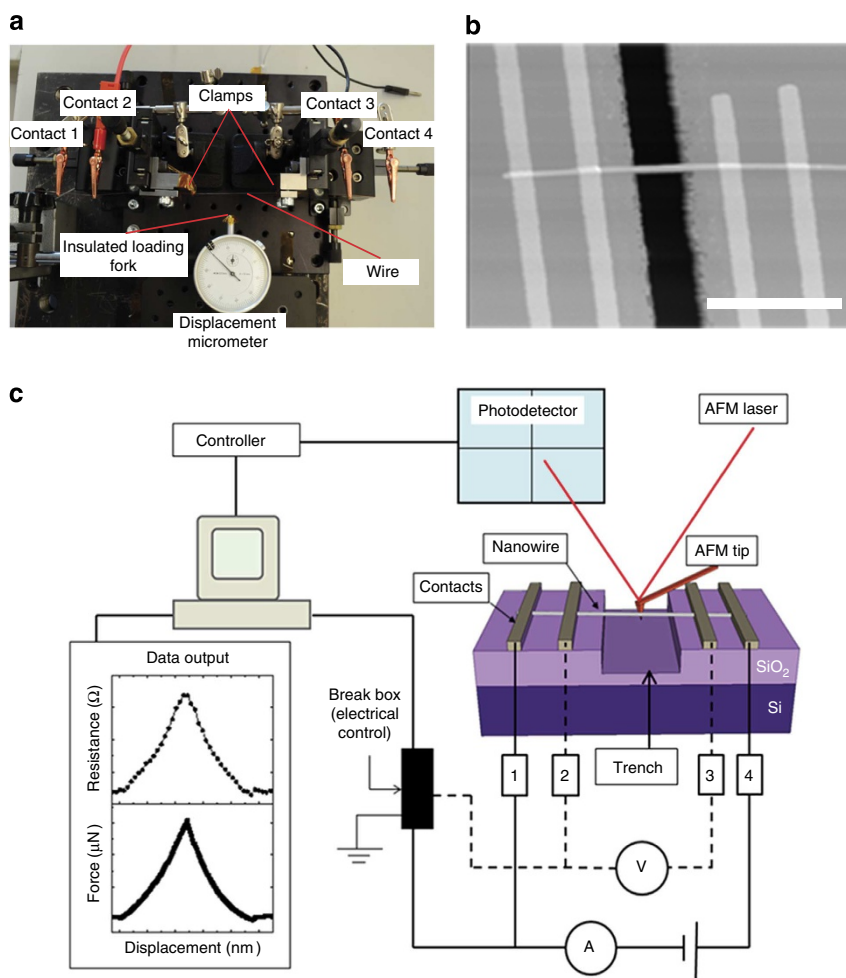 a
Contact 1
Contact 2
Clamps
Contact 3
Contact 4
Insulated loading
fork
Wire
Displacement
micrometer
b
c
Controller
Photodetector
AFM laser
Nanowire
AFM tip
Contacts
SiO2
Si
Trench
Data output
Resistance (Ω)
Force (µN)
Displacement (nm)
Break box
(electrical
control)
1
2
3
4
V
A